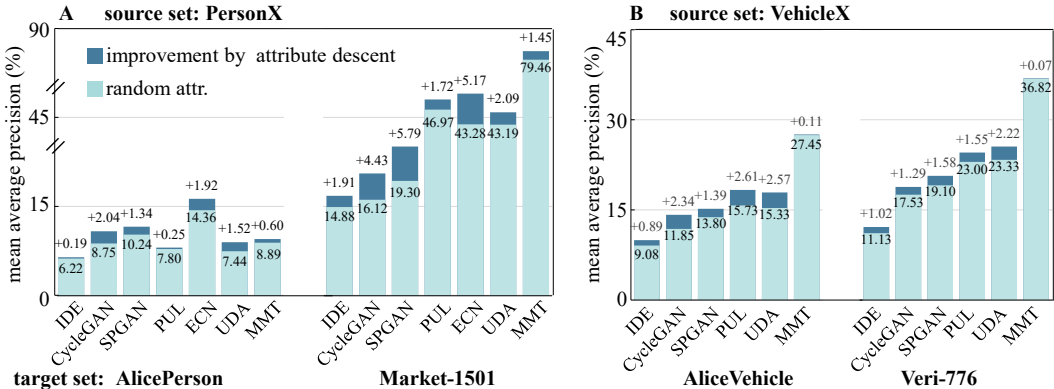 A source set: PersonX
mean average precision (%)
90
45
15
0
improvement by attribute descent
random attr.
+0.19 +2.04 +1.34 +0.25 +1.92 +1.52 +0.60
6.22 8.75 10.24 7.80 14.36 7.44 8.89
+1.91 +4.43 +5.79 +1.72 +5.17 +2.09 +1.45
14.88 16.12 19.30 46.97 43.28 43.19 79.46
IDE CycleGAN SPGAN PUL ECN UDA MMT
IDE CycleGAN SPGAN PUL ECN UDA MMT
target set: AlicePerson Market-1501
B source set: VehicleX
mean average precision (%)
45
30
15
0
+0.89 +2.34 +1.39 +2.61 +2.57 +0.11
9.08 11.85 13.80 15.73 15.33 27.45
+1.02 +1.29 +1.58 +1.55 +2.22 +0.07
11.13 17.53 19.10 23.00 23.33 36.82
IDE CycleGAN SPGAN PUL UDA MMT
IDE CycleGAN SPGAN PUL UDA MMT
AliceVehicle Veri-776